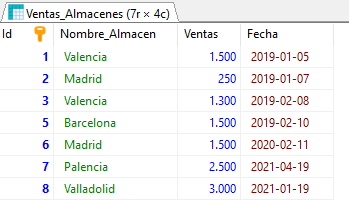 Ventas_Almacenes (7r × 4c)
Id Nombre_Almacen Ventas Fecha
1 Valencia 1.500 2019-01-05
2 Madrid 250 2019-01-07
3 Valencia 1.300 2019-02-08
5 Barcelona 1.500 2019-02-10
6 Madrid 1.500 2020-02-11
7 Palencia 2.500 2021-04-19
8 Valladolid 3.000 2021-01-19